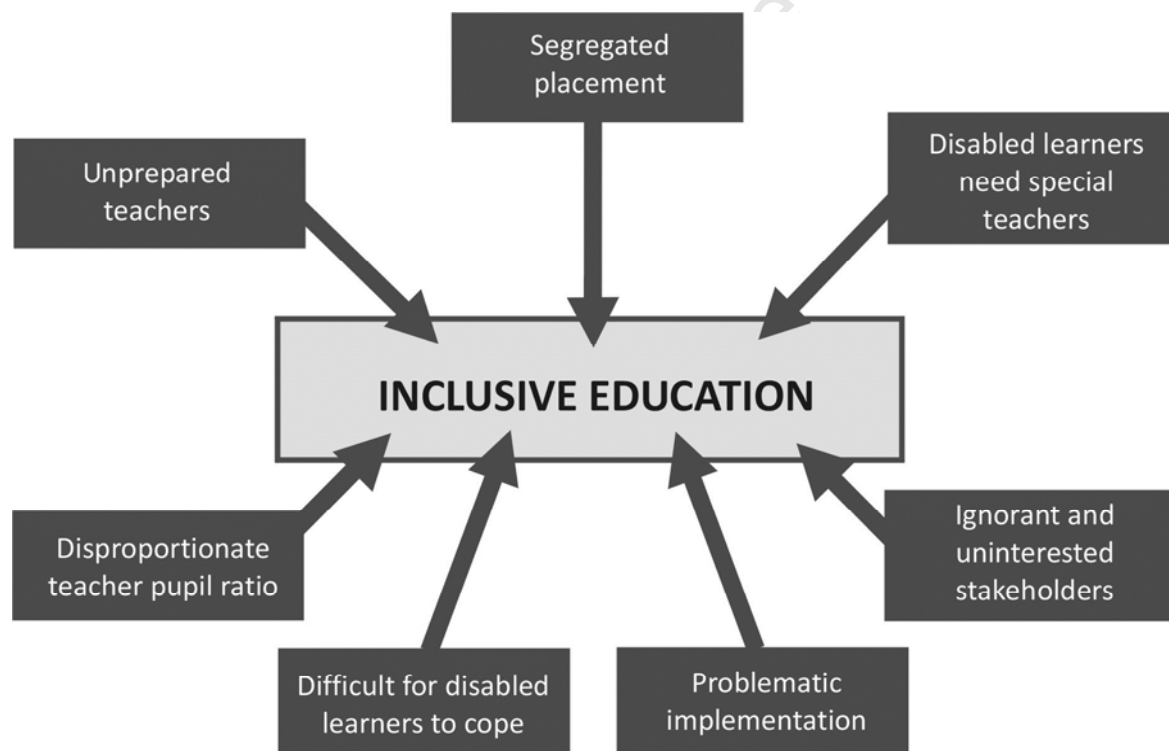 Segregated
placement
Unprepared
teachers
Disabled learners
need special
teachers
INCLUSIVE EDUCATION
Disproportionate
teacher pupil ratio
Ignorant and
uninterested
stakeholders
Difficult for disabled
learners to cope
Problematic
implementation